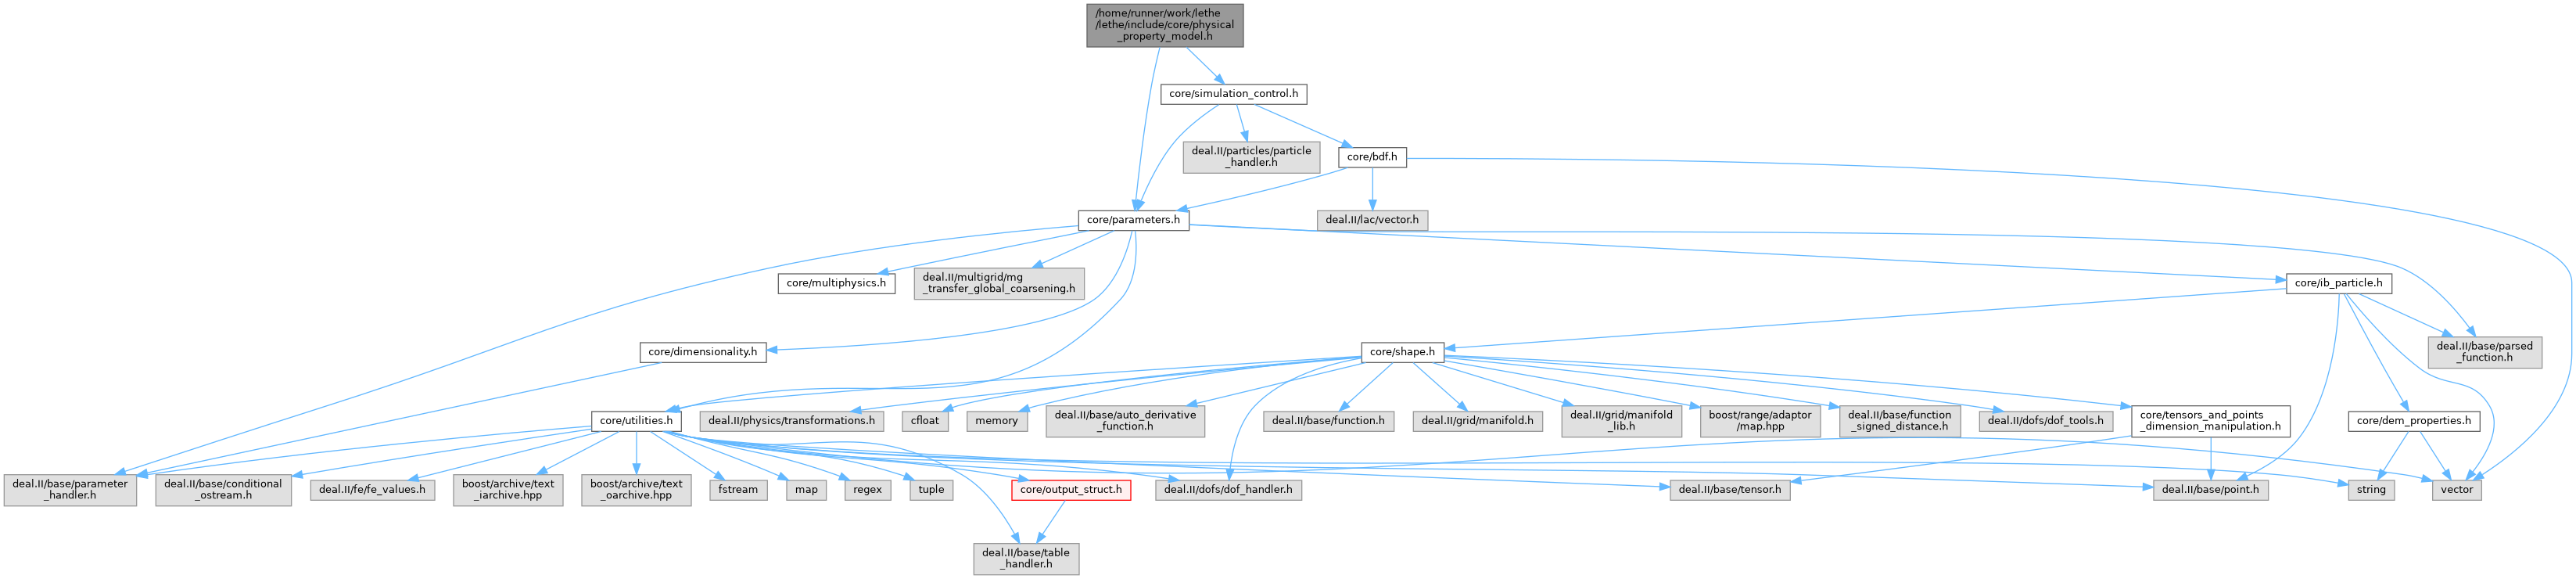 /home/runner/work/lethe
/lethe/include/core/physical
_property_model.h
core/simulation_control.h
deal.II/particles/particle
_handler.h
core/bdf.h
core/parameters.h
deal.II/lac/vector.h
core/multiphysics.h
deal.II/multigrid/mg
_transfer_global_coarsening.h
core/ib_particle.h
core/dimensionality.h
core/shape.h
deal.II/base/parsed
_function.h
core/utilities.h
deal.II/physics/transformations.h
cfloat
memory
deal.II/base/auto_derivative
_function.h
deal.II/base/function.h
deal.II/grid/manifold.h
deal.II/grid/manifold
_lib.h
boost/range/adaptor
/map.hpp
deal.II/base/function
_signed_distance.h
deal.II/dofs/dof_tools.h
core/tensors_and_points
_dimension_manipulation.h
core/dem_properties.h
deal.II/base/parameter
_handler.h
deal.II/base/conditional
_ostream.h
deal.II/fe/fe_values.h
boost/archive/text
_iarchive.hpp
boost/archive/text
_oarchive.hpp
fstream
map
regex
tuple
core/output_struct.h
deal.II/dofs/dof_handler.h
deal.II/base/tensor.h
deal.II/base/point.h
string
vector
deal.II/base/table
_handler.h